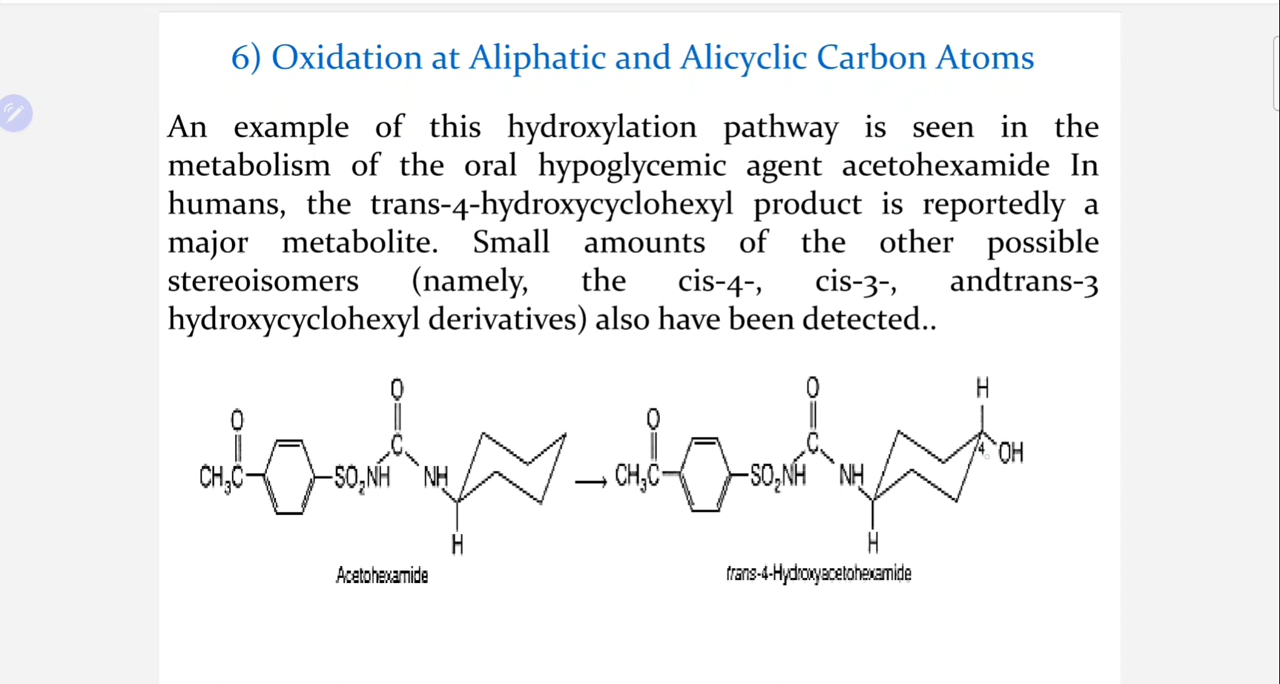 6) Oxidation at Aliphatic and Alicyclic Carbon Atoms
An example of this hydroxylation pathway is seen in the
metabolism of the oral hypoglycemic agent acetohexamide In
humans, the trans-4-hydroxycyclohexyl product is reportedly a
major metabolite. Small amounts of the other possible
stereoisomers (namely, the cis-4-, cis-3-, andtrans-3
hydroxycyclohexyl derivatives) also have been detected..
O O O O H
CH₃C SO₂NH C NH → CH₃C SO₂NH C NH 4 OH
H H
Acetohexamide trans-4-Hydroxyacetohexamide